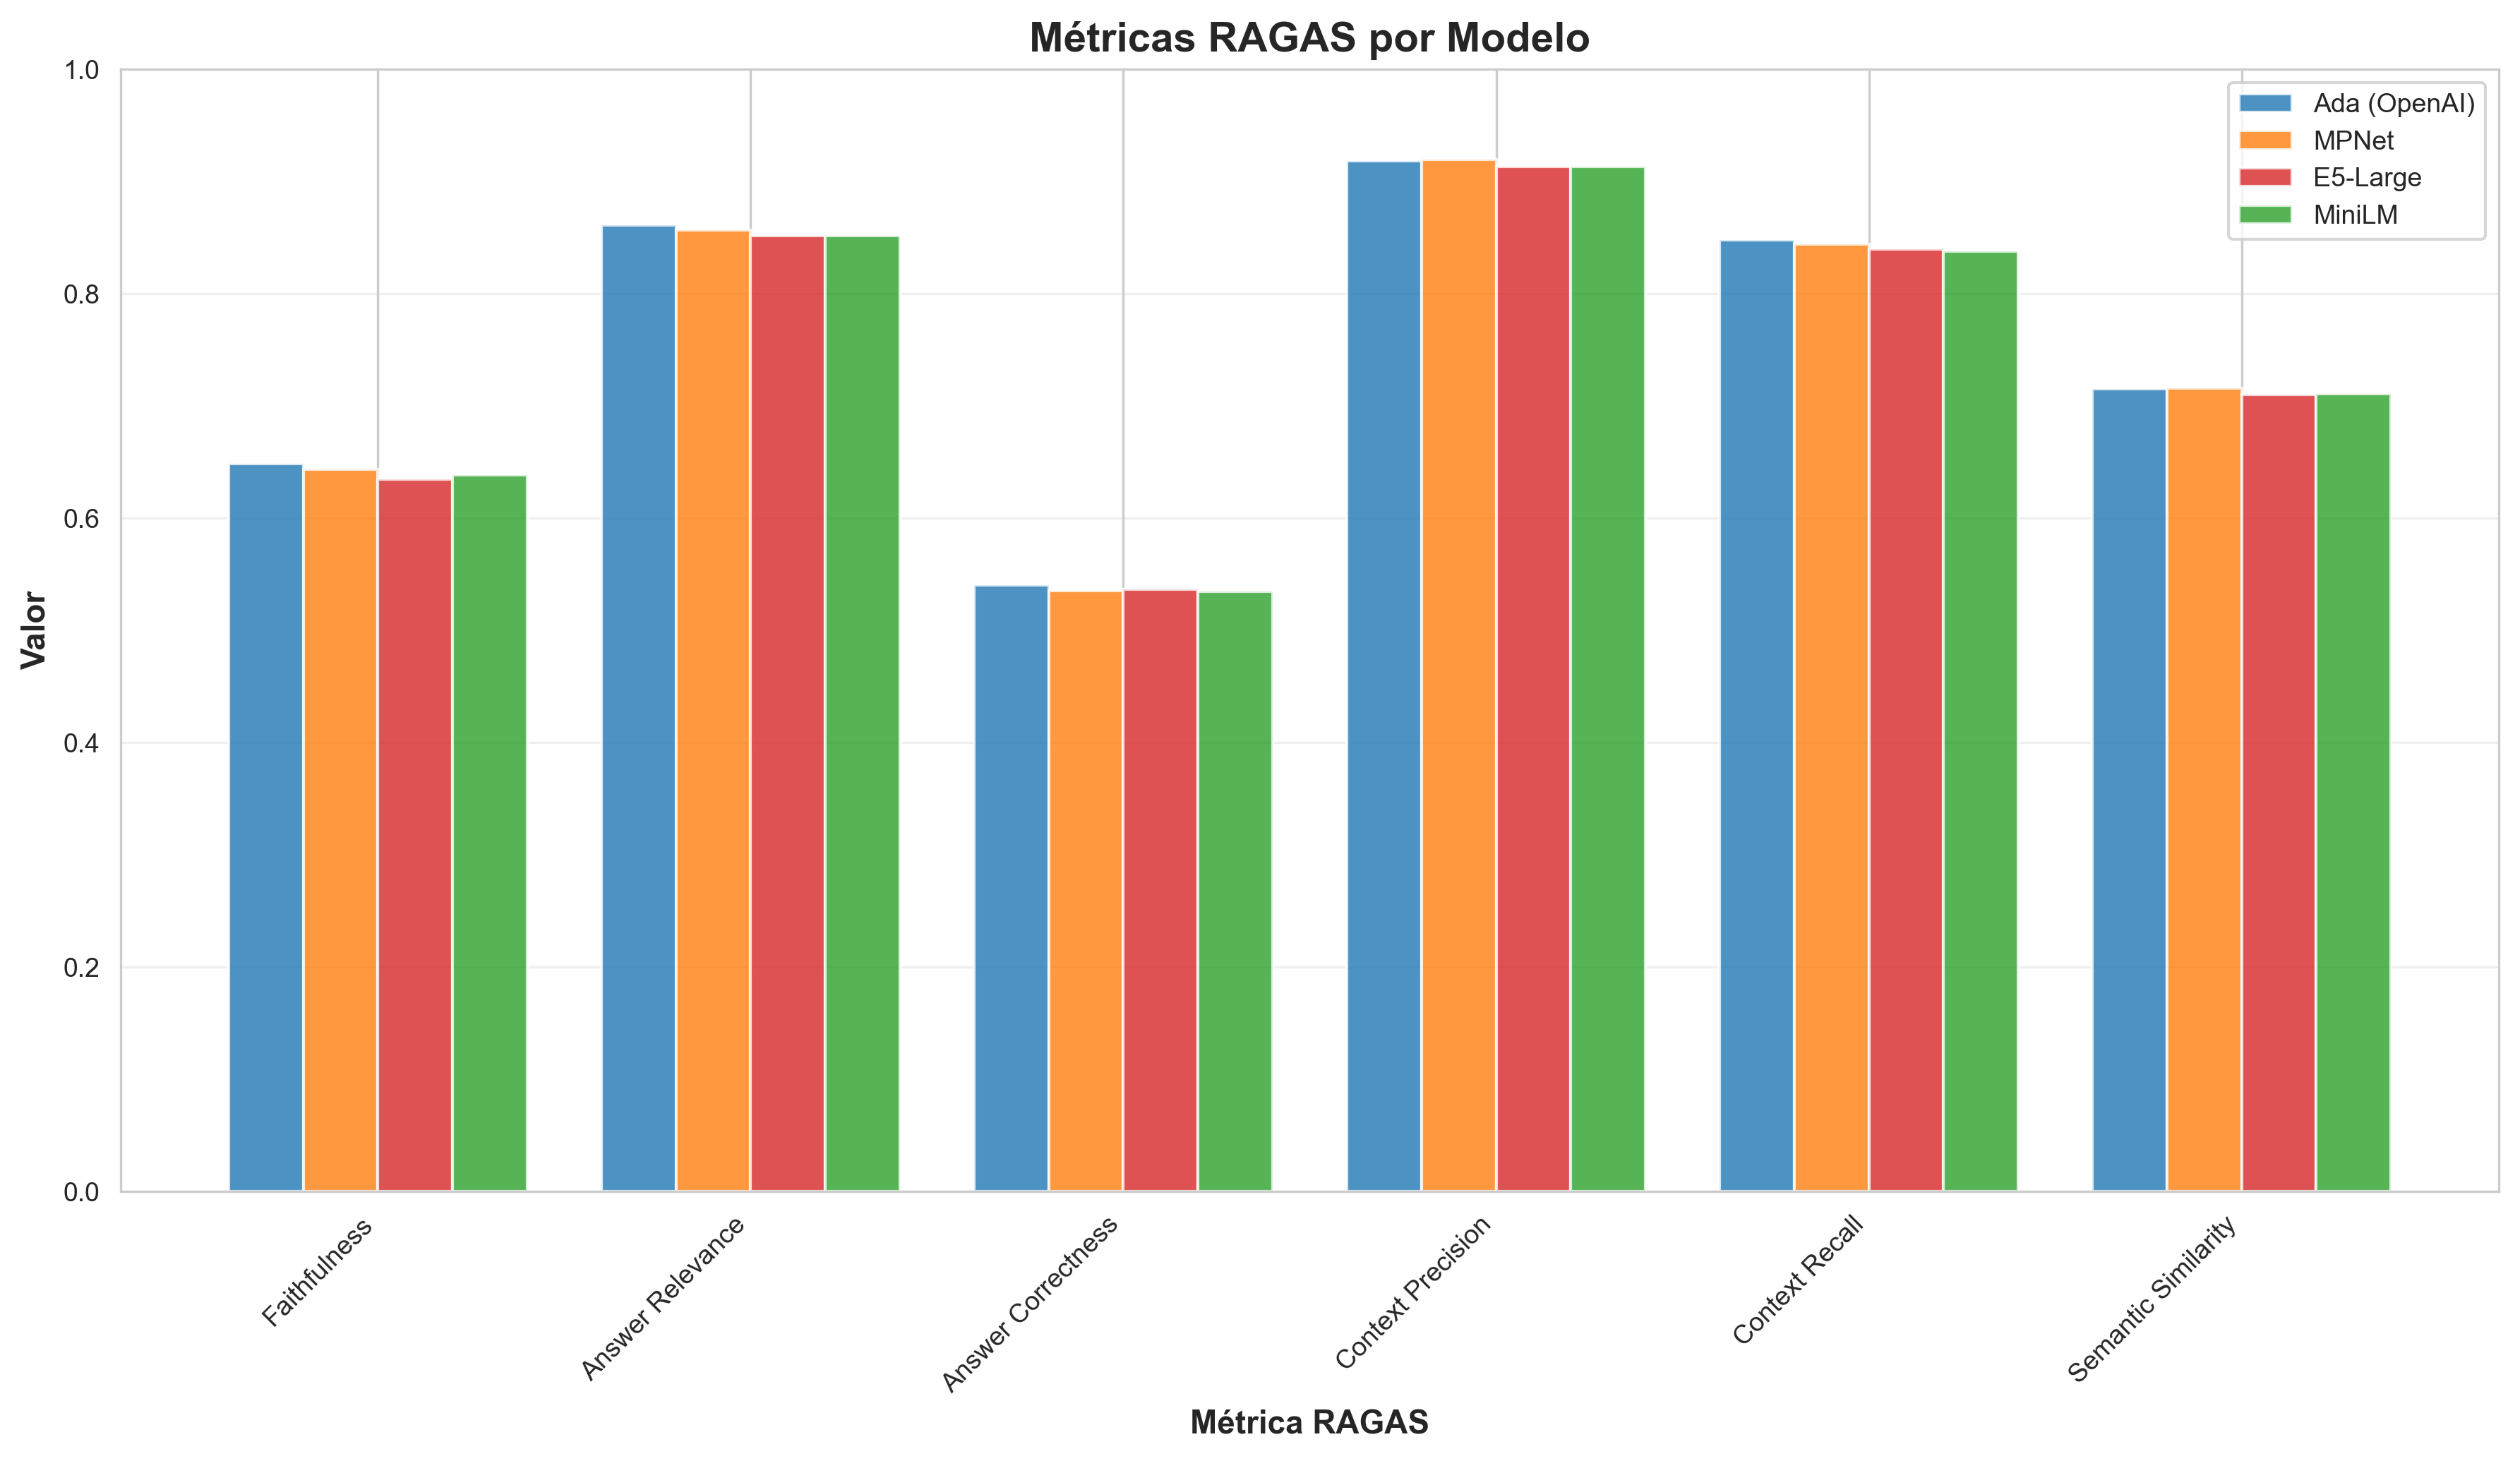 Métricas RAGAS por Modelo
1.0
0.8
0.6
0.4
0.2
0.0
Valor
Ada (OpenAI)
MPNet
E5-Large
MiniLM
Faithfulness
Answer Relevance
Answer Correctness
Context Precision
Context Recall
Semantic Similarity
Métrica RAGAS